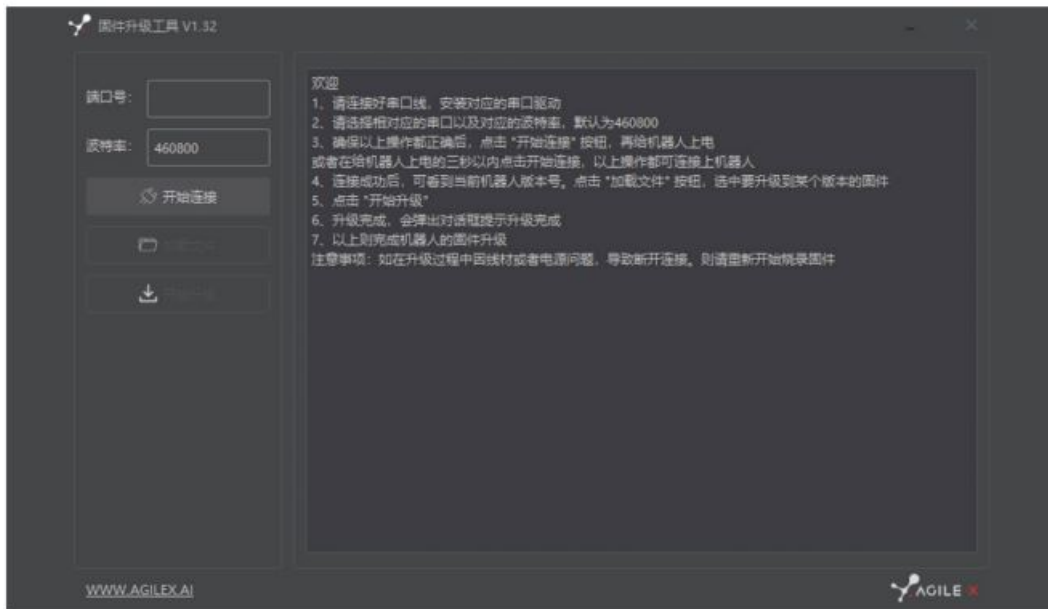 固件升级工具 V1.32
端口号:
波特率: 460800
开始连接
欢迎
1、请连接好串口线，安装对应的串口驱动
2、请选择相对应的串口以及对应的波特率，默认为460800
3、确保以上操作都正确后，点击 "开始连接" 按钮，再给机器人上电
或者在给机器人上电的三秒以内点击开始连接，以上操作都可连接上机器人
4、连接成功后，可看到当前机器人版本号。点击 "加载文件" 按钮，选中要升级到某个版本的固件
5、点击 "开始升级"
6、升级完成，会弹出对话框提示升级完成
7、以上则完成机器人的固件升级
注意事项：如在升级过程中因线材或者电源问题，导致断开连接。则请重新开始烧录固件
WWW.AGILEX.AI
AGILE X